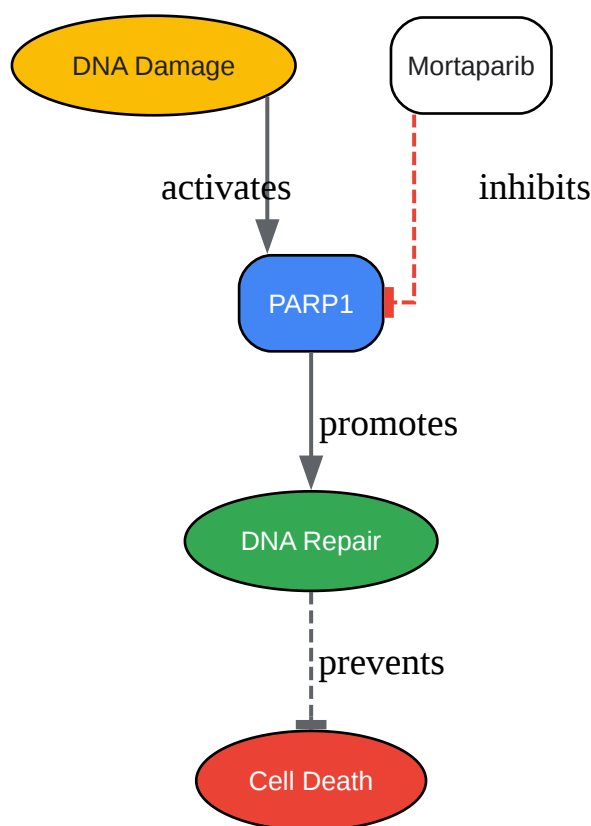 DNA Damage
Mortaparib
activates
inhibits
PARP1
promotes
DNA Repair
prevents
Cell Death